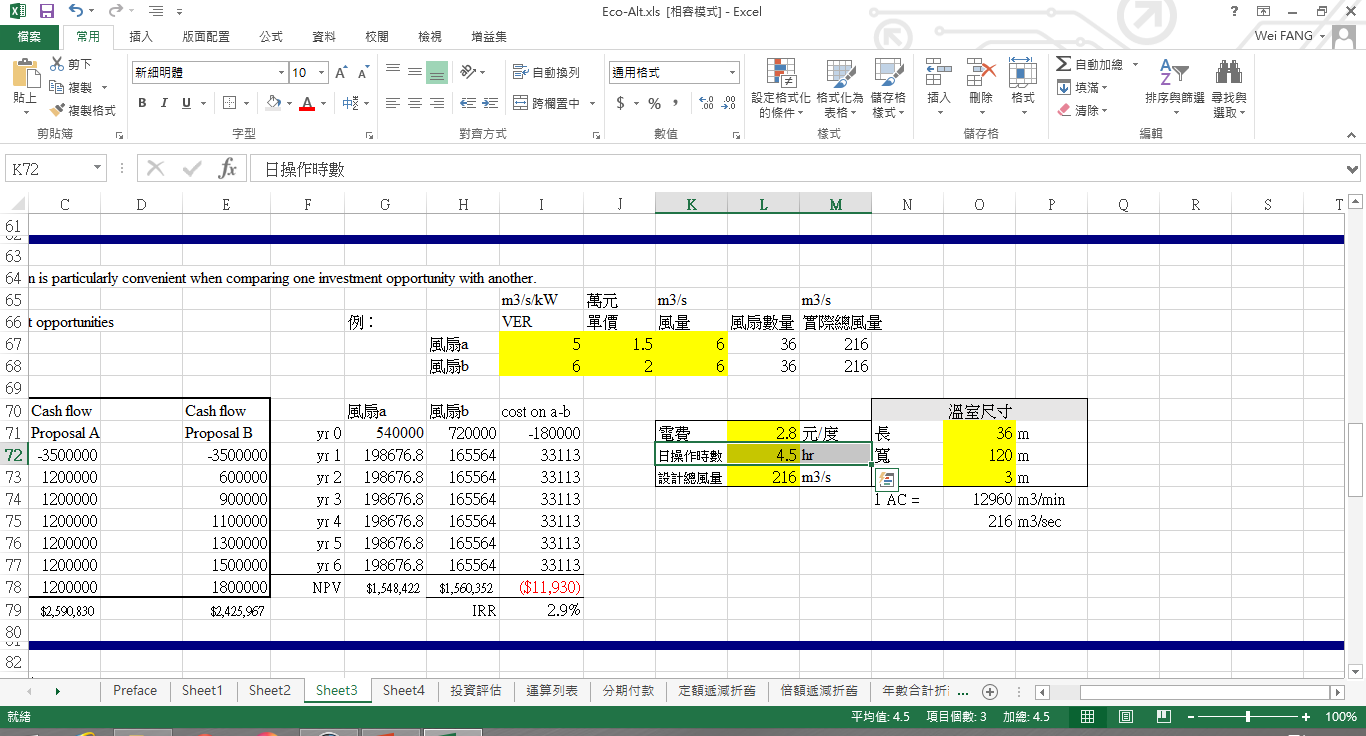 Eco-Alt.xls [相容模式] - Excel
檔案 常用 插入 版面配置 公式 資料 校閱 檢視 增益集 Wei FANG
貼上 剪下 複製 複製格式 剪貼簿
新細明體 10 B I U 字型
自動換列 跨欄置中 對齊方式
通用格式 $ % 數值
設定格式化的條件 格式化為表格 儲存格樣式 樣式
插入 刪除 格式 儲存格
自動加總 填滿 清除 排序與篩選 尋找與選取 編輯
K72 fx 日操作時數
C D E F G H I J K L M N O P Q R S T
61
62
63
64 n is particularly convenient when comparing one investment opportunity with another.
65 m3/s/kW 萬元 m3/s m3/s
66 t opportunities 例： VER 單價 風量 風扇數量 實際總風量
67 風扇a 5 1.5 6 36 216
68 風扇b 6 2 6 36 216
69
70 Cash flow Cash flow 風扇a 風扇b cost on a-b 溫室尺寸
71 Proposal A Proposal B yr 0 540000 720000 -180000 電費 2.8 元/度 長 36 m
72 -3500000 -3500000 yr 1 198676.8 165564 33113 日操作時數 4.5 hr 寬 120 m
73 1200000 600000 yr 2 198676.8 165564 33113 設計總風量 216 m3/s 3 m
74 1200000 900000 yr 3 198676.8 165564 33113 1 AC = 12960 m3/min
75 1200000 1100000 yr 4 198676.8 165564 33113 216 m3/sec
76 1200000 1300000 yr 5 198676.8 165564 33113
77 1200000 1500000 yr 6 198676.8 165564 33113
78 1200000 1800000 NPV $1,548,422 $1,560,352 ($11,930)
79 $2,590,830 $2,425,967 IRR 2.9%
80
81
82
Preface Sheet1 Sheet2 Sheet3 Sheet4 投資評估 運算列表 分期付款 定額遞減折舊 倍額遞減折舊 年數合計折 ...
就緒 平均值: 4.5 項目個數: 3 加總: 4.5 100%